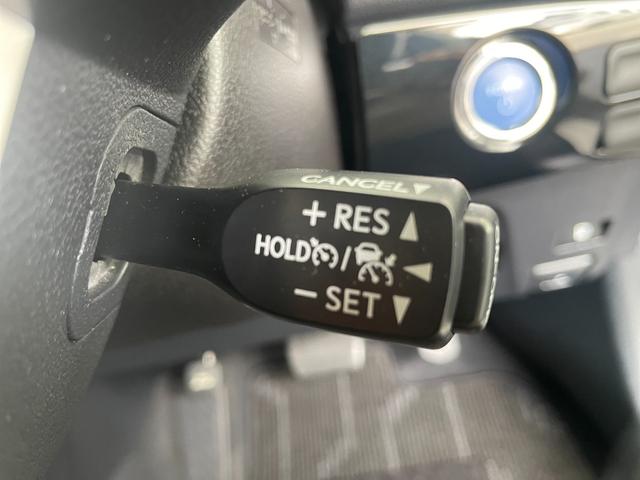 CANCEL▼
+ RES ▲
HOLD / ◀
− SET ▼